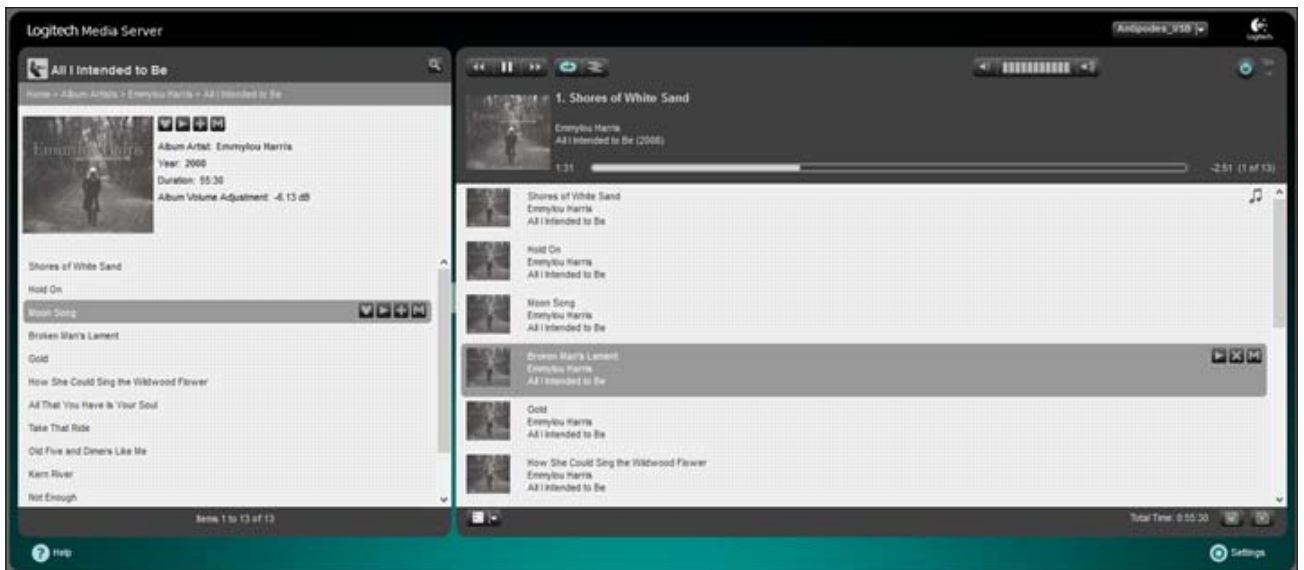 Logitech Media Server
Antipodes_USB
Logitech
All I Intended to Be
Home > Album Artists > Emmylou Harris > All I Intended to Be
Emmylou Harris
Album Artist: Emmylou Harris
Year: 2008
Duration: 55:30
Album Volume Adjustment: -6.13 dB
Shores of White Sand
Hold On
Moon Song
Broken Man's Lament
Gold
How She Could Sing the Wildwood Flower
All That You Have Is Your Soul
Take That Ride
Old Five and Dimers Like Me
Kern River
Not Enough
Items 1 to 13 of 13
1. Shores of White Sand
Emmylou Harris
All I Intended to Be (2008)
1:31
-2:51 (1 of 13)
Shores of White Sand
Emmylou Harris
All I Intended to Be
Hold On
Emmylou Harris
All I Intended to Be
Moon Song
Emmylou Harris
All I Intended to Be
Broken Man's Lament
Emmylou Harris
All I Intended to Be
Gold
Emmylou Harris
All I Intended to Be
How She Could Sing the Wildwood Flower
Emmylou Harris
All I Intended to Be
Total Time: 0:55:30
Help
Settings